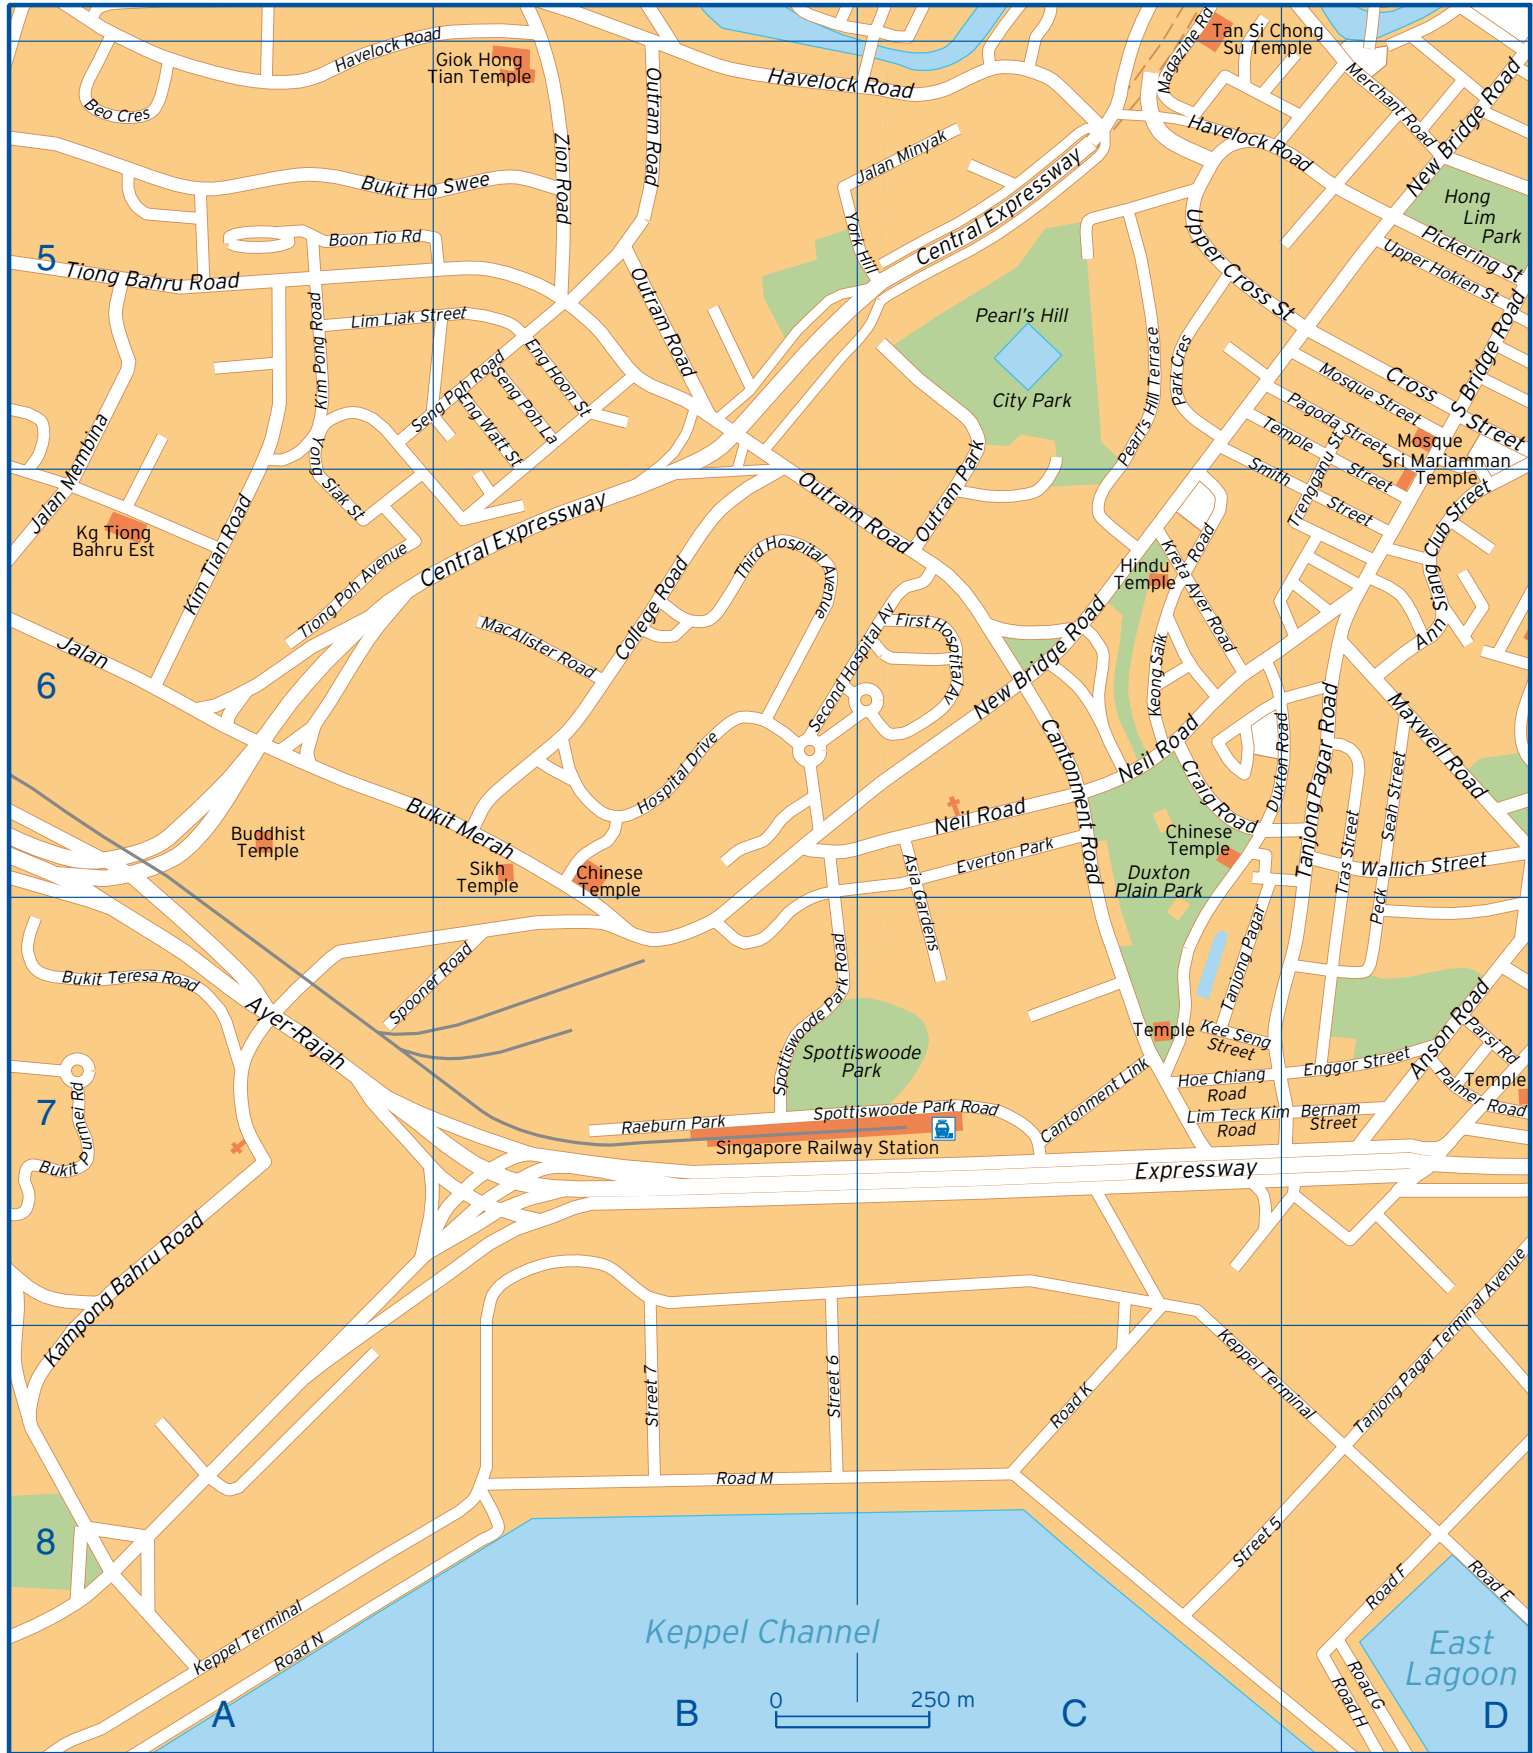 Havelock Road
Giok Hong
Tian Temple
Beo Cres
Outram Road
Havelock Road
Magazine Rd
Tan Si Chong
Su Temple
Merchant Road
New Bridge Road
Havelock Road
Zion Road
Jalan Minyak
Central Expressway
Bukit Ho Swee
York Hill
Hong
Lim
Park
Pickering St
Upper Hokien St
Upper Cross St
5
Boon Tio Rd
Tiong Bahru Road
Outram Road
Lim Liak Street
Kim Pong Road
Pearl's Hill
City Park
Pearl's Hill Terrace
Park Cres
S Bridge Road
Cross
Street
Mosque Street
Pagoda Street
Temple
Street
Smith
Street
Trengganu St
Mosque
Sri Mariamman
Temple
Eng Hoon St
Seng Poh Road
Seng Poh La
Eng Watt St
Jalan Membina
Yong
Siak St
Outram Park
Outram Road
Club Street
Kg Tiong
Bahru Est
Kim Tian Road
Central Expressway
Tiong Poh Avenue
College Road
Third Hospital
Avenue
Hindu
Temple
Kreta Ayer Road
Road
Ann
Siang
Jalan
MacAlister Road
Second Hospital Av
First Hosptital Av
New Bridge Road
Keong Saik
6
Hospital Drive
Cantonment Road
Neil Road
Craig Road
Duxton Road
Tanjong Pagar Road
Maxwell Road
Seah Street
Bukit Merah
Buddhist
Temple
Sikh
Temple
Chinese
Temple
Neil Road
Everton Park
Asia Gardens
Chinese
Temple
Duxton
Plain Park
Tras Street
Wallich Street
Peck
Tanjong Pagar
Bukit Teresa Road
Spooner Road
Ayer-Rajah
Spottiswoode Park Road
Spottiswoode
Park
Temple
Kee Seng
Street
Anson Road
Parsi Rd
Enggor Street
Hoe Chiang
Road
Palmer Road
Temple
7
Bukit Purmei Rd
Bukit
Raeburn Park
Spottiswoode Park Road
Cantonment Link
Lim Teck Kim
Road
Bernam
Street
Singapore Railway Station
Expressway
Kampong Bahru Road
Tanjong Pagar Terminal Avenue
Keppel Terminal
Street 7
Street 6
Road K
Road M
8
Street 5
Road F
Road E
Keppel Terminal
Road N
Keppel Channel
East
Lagoon
Road G
Road H
0
250 m
A
B
C
D